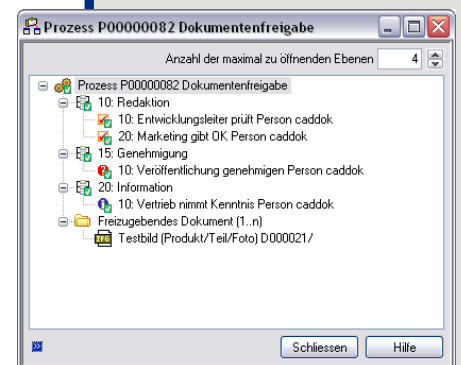 Prozess P00000082 Dokumentenfreigabe
Anzahl der maximal zu öffnenden Ebenen 4
Prozess P00000082 Dokumentenfreigabe
10: Redaktion
10: Entwicklungsleiter prüft Person caddok
20: Marketing gibt OK Person caddok
15: Genehmigung
10: Veröffentlichung genehmigen Person caddok
20: Information
10: Vertrieb nimmt Kenntnis Person caddok
Freizugebendes Dokument (1..n)
Testbild (Produkt/Teil/Foto) D000021/
Schliessen Hilfe